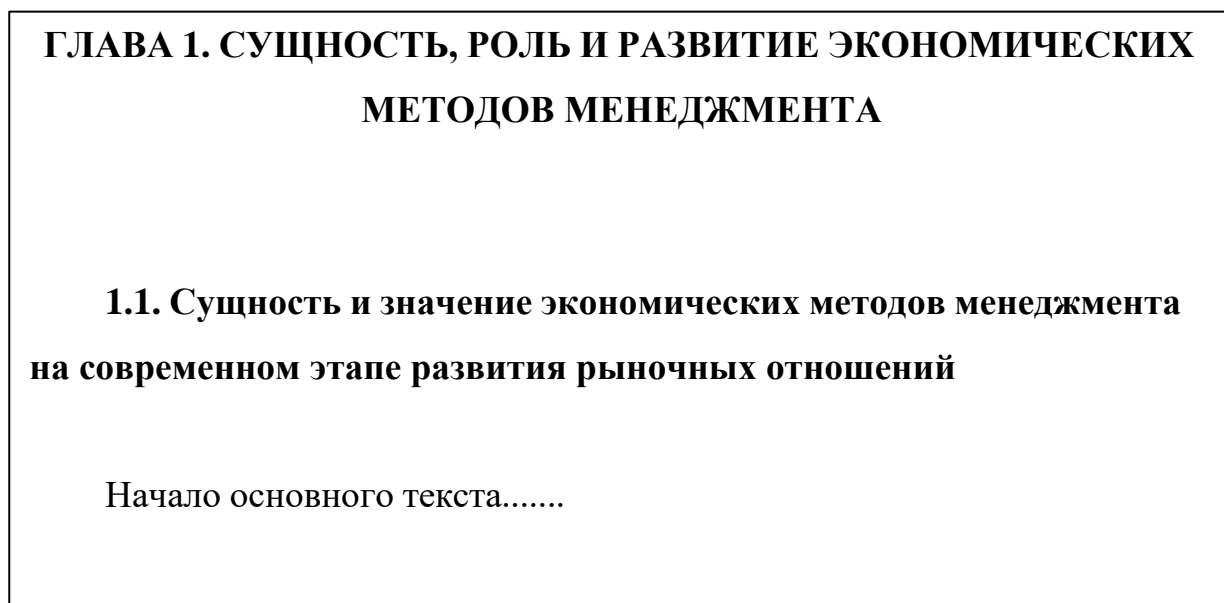 ГЛАВА 1. СУЩНОСТЬ, РОЛЬ И РАЗВИТИЕ ЭКОНОМИЧЕСКИХ
МЕТОДОВ МЕНЕДЖМЕНТА
1.1. Сущность и значение экономических методов менеджмента
на современном этапе развития рыночных отношений
Начало основного текста.......